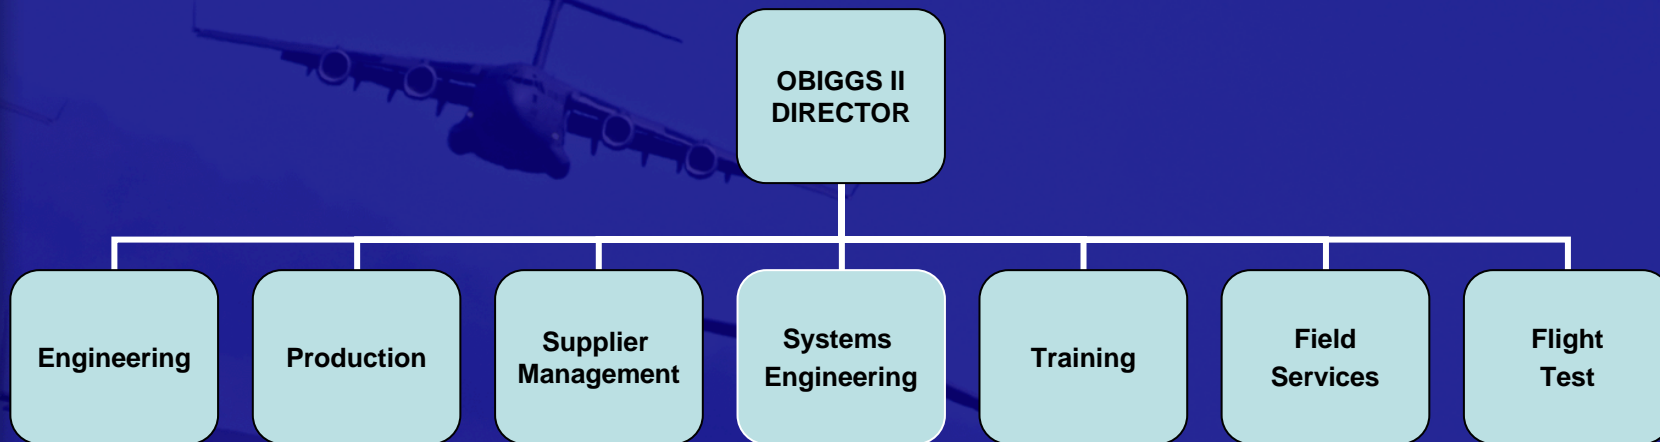 OBIGGS II
DIRECTOR
Engineering
Production
Supplier
Management
Systems
Engineering
Training
Field
Services
Flight
Test